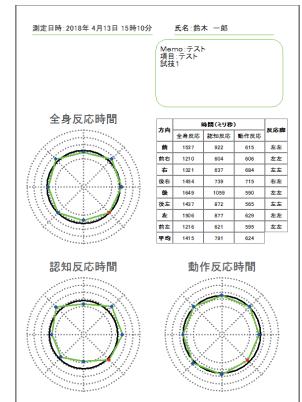 測定日時:2018年 4月13日 15時10分 氏名:鈴木 一郎
Memo:テスト
項目:テスト
試技1
全身反応時間
方向 時間(ミリ秒) 反応脚
全身反応 認知反応 動作反応
前 1537 922 615 左左
前右 1210 604 606 左左
右 1321 637 684 左左
後右 1454 739 715 右左
後 1649 1059 590 左左
後左 1437 872 565 左左
左 1506 877 629 左左
前左 1216 621 595 左左
平均 1415 791 624
認知反応時間 動作反応時間